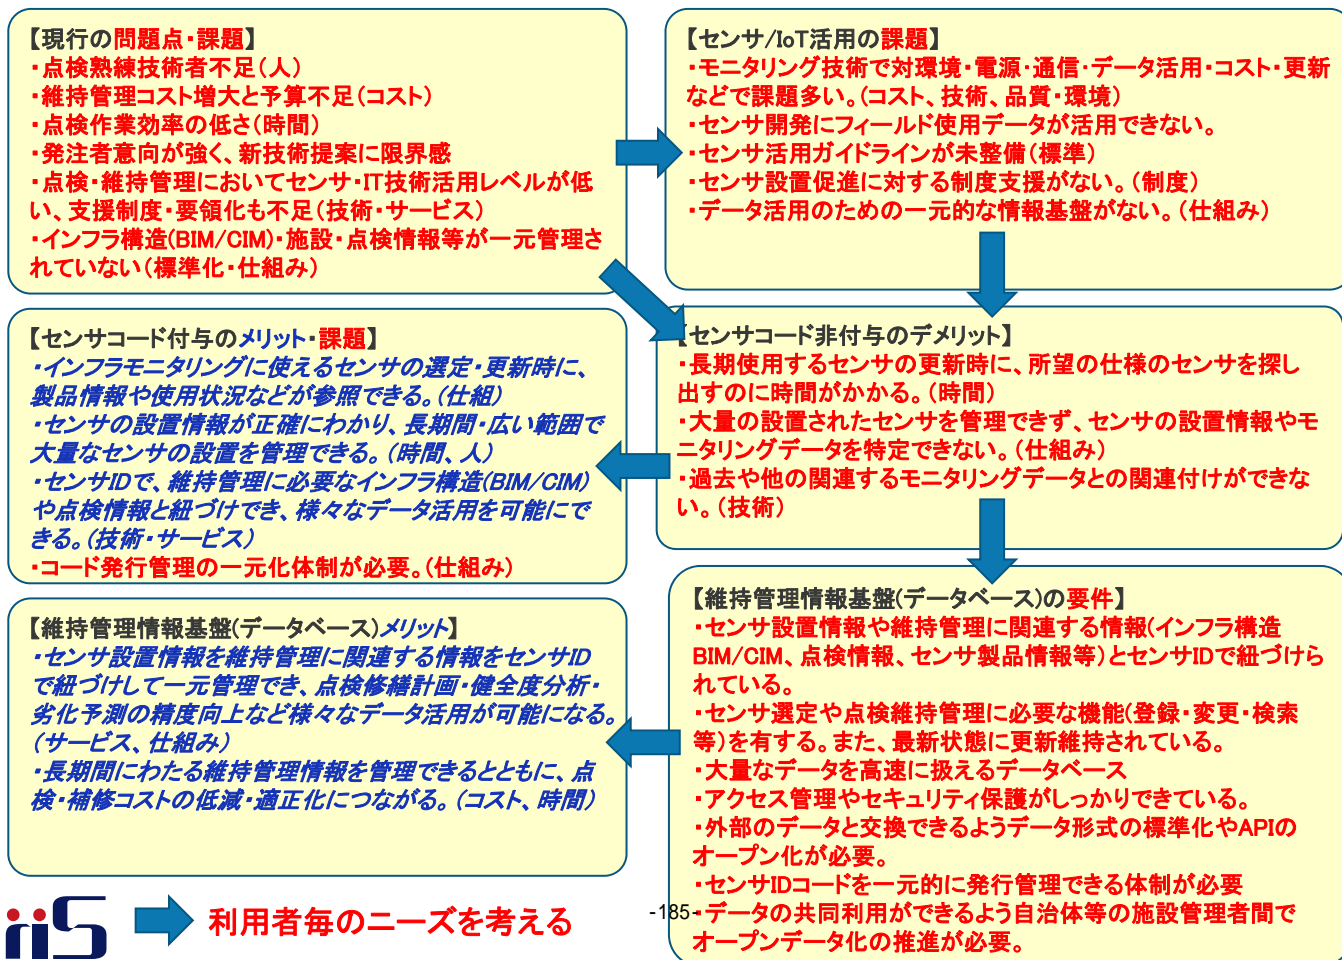 【現行の問題点・課題】
・点検熟練技術者不足(人)
・維持管理コスト増大と予算不足(コスト)
・点検作業効率の低さ(時間)
・発注者意向が強く、新技術提案に限界感
・点検・維持管理においてセンサ・IT技術活用レベルが低
い、支援制度・要領化も不足(技術・サービス)
・インフラ構造(BIM/CIM)・施設・点検情報等が一元管理さ
れていない(標準化・仕組み)
【センサ/IoT活用の課題】
・モニタリング技術で対環境・電源・通信・データ活用・コスト・更新
などで課題多い。(コスト、技術、品質・環境)
・センサ開発にフィールド使用データが活用できない。
・センサ活用ガイドラインが未整備(標準)
・センサ設置促進に対する制度支援がない。(制度)
・データ活用のための一元的な情報基盤がない。(仕組み)
【センサコード付与のメリット・課題】
・インフラモニタリングに使えるセンサの選定・更新時に、
製品情報や使用状況などが参照できる。(仕組)
・センサの設置情報が正確にわかり、長期間・広い範囲で
大量なセンサの設置を管理できる。(時間、人)
・センサIDで、維持管理に必要なインフラ構造(BIM/CIM)
や点検情報と紐づけでき、様々なデータ活用を可能にで
きる。(技術・サービス)
・コード発行管理の一元化体制が必要。(仕組み)
【センサコード非付与のデメリット】
・長期使用するセンサの更新時に、所望の仕様のセンサを探し
出すのに時間がかかる。(時間)
・大量の設置されたセンサを管理できず、センサの設置情報やモ
ニタリングデータを特定できない。(仕組み)
・過去や他の関連するモニタリングデータとの関連付けができな
い。(技術)
【維持管理情報基盤(データベース)メリット】
・センサ設置情報を維持管理に関連する情報をセンサID
で紐づけして一元管理でき、点検修繕計画・健全度分析・
劣化予測の精度向上など様々なデータ活用が可能になる。
(サービス、仕組み)
・長期間にわたる維持管理情報を管理できるとともに、点
検・補修コストの低減・適正化につながる。(コスト、時間)
【維持管理情報基盤(データベース)の要件】
・センサ設置情報や維持管理に関連する情報(インフラ構造
BIM/CIM、点検情報、センサ製品情報等)とセンサIDで紐づけら
れている。
・センサ選定や点検維持管理に必要な機能(登録・変更・検索
等)を有する。また、最新状態に更新維持されている。
・大量なデータを高速に扱えるデータベース
・アクセス管理やセキュリティ保護がしっかりできている。
・外部のデータと交換できるようデータ形式の標準化やAPIの
オープン化が必要。
・センサIDコードを一元的に発行管理できる体制が必要
・データの共同利用ができるよう自治体等の施設管理者間で
オープンデータ化の推進が必要。
iiS
利用者毎のニーズを考える
-185-